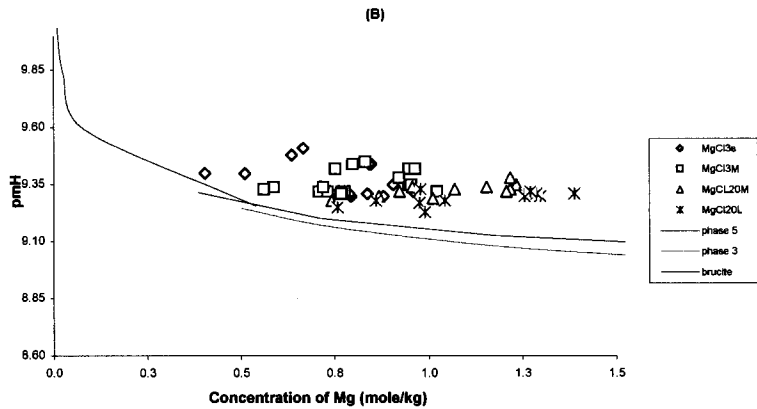 (B)
9.85
9.60
9.35
9.10
8.85
8.60
pmH
0.0 0.3 0.5 0.8 1.0 1.3 1.5
Concentration of Mg (mole/kg)
MgCl3s
MgCl3M
MgCL20M
MgCl20L
phase 5
phase 3
brucite